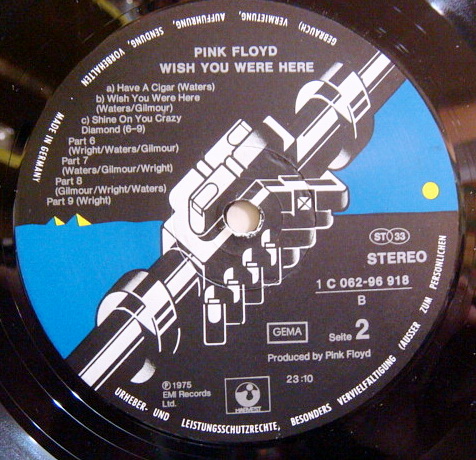 PINK FLOYD
WISH YOU WERE HERE
a) Have A Cigar (Waters)
b) Wish You Were Here
(Waters/Gilmour)
c) Shine On You Crazy
Diamond (6-9)
Part 6
(Wright/Waters/Gilmour)
Part 7
(Waters/Gilmour/Wright)
Part 8
(Gilmour/Wright/Waters)
Part 9 (Wright)
ST 33
STEREO
1 C 062-96 918
B
GEMA
Seite 2
Produced by Pink Floyd
℗ 1975
EMI Records
Ltd.
HARVEST
23:10
MADE IN GERMANY
URHEBER- UND LEISTUNGSSCHUTZRECHTE, BESONDERS VERVIELFÄLTIGUNG (AUSSER ZUM PERSÖNLICHEN
GEBRAUCH) VERMIETUNG, AUFFÜHRUNG, SENDUNG VORBEHALTEN